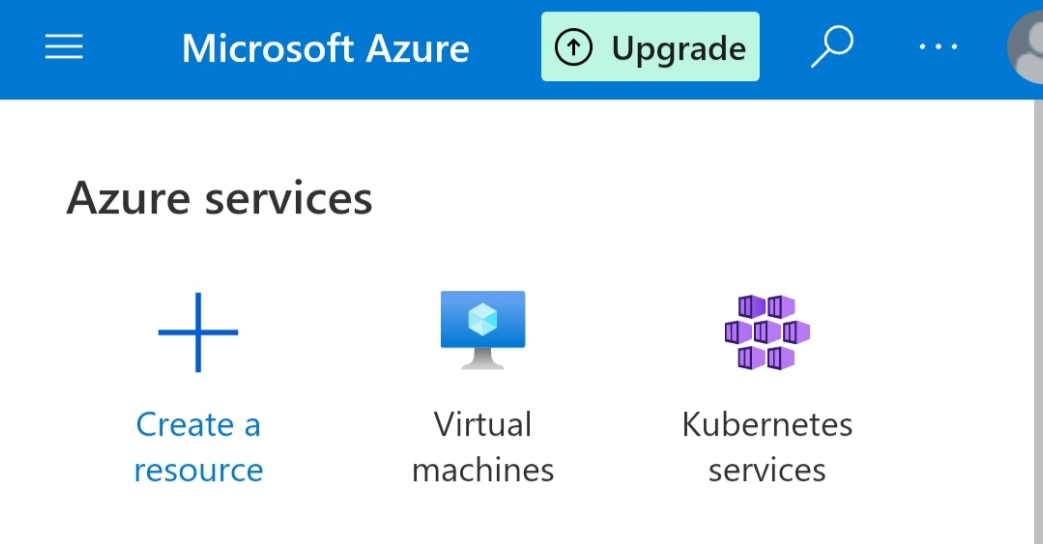 Microsoft Azure
Upgrade
Azure services
Create a
resource
Virtual
machines
Kubernetes
services